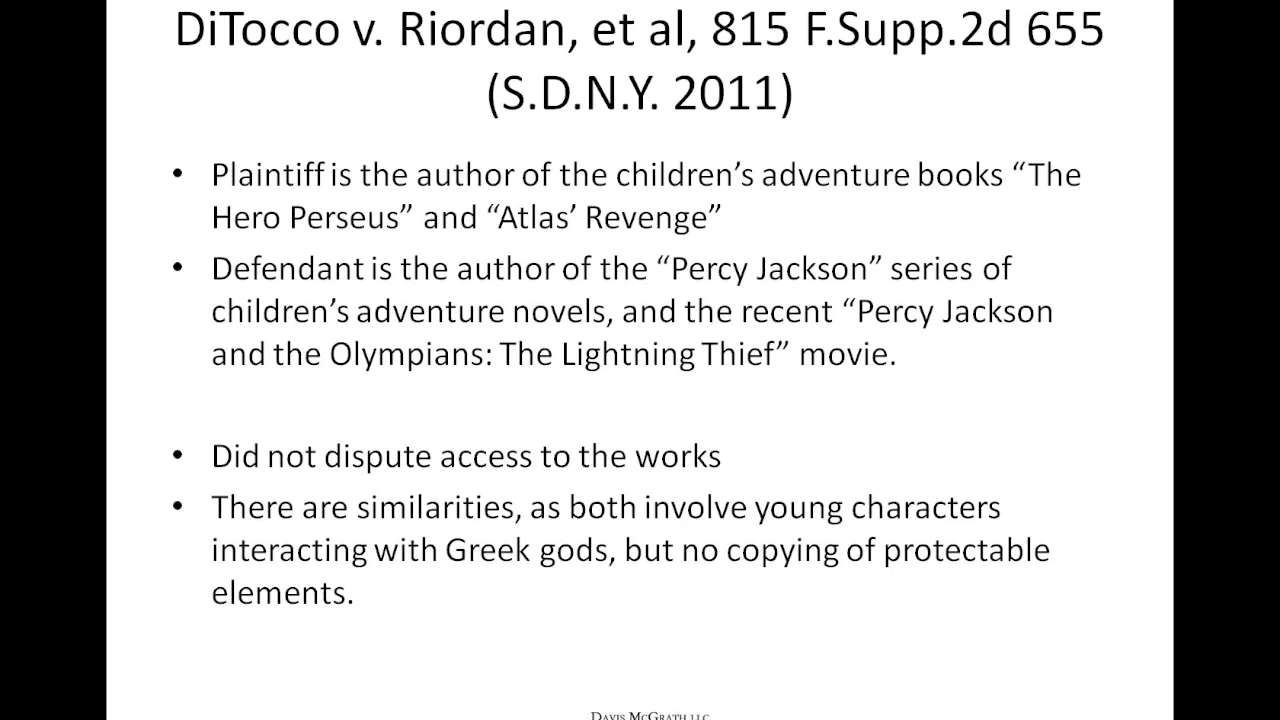 DiTocco v. Riordan, et al, 815 F.Supp.2d 655
(S.D.N.Y. 2011)
• Plaintiff is the author of the children’s adventure books “The
Hero Perseus” and “Atlas’ Revenge”
• Defendant is the author of the “Percy Jackson” series of
children’s adventure novels, and the recent “Percy Jackson
and the Olympians: The Lightning Thief” movie.
• Did not dispute access to the works
• There are similarities, as both involve young characters
interacting with Greek gods, but no copying of protectable
elements.
DAVIS MCGRATH LLC